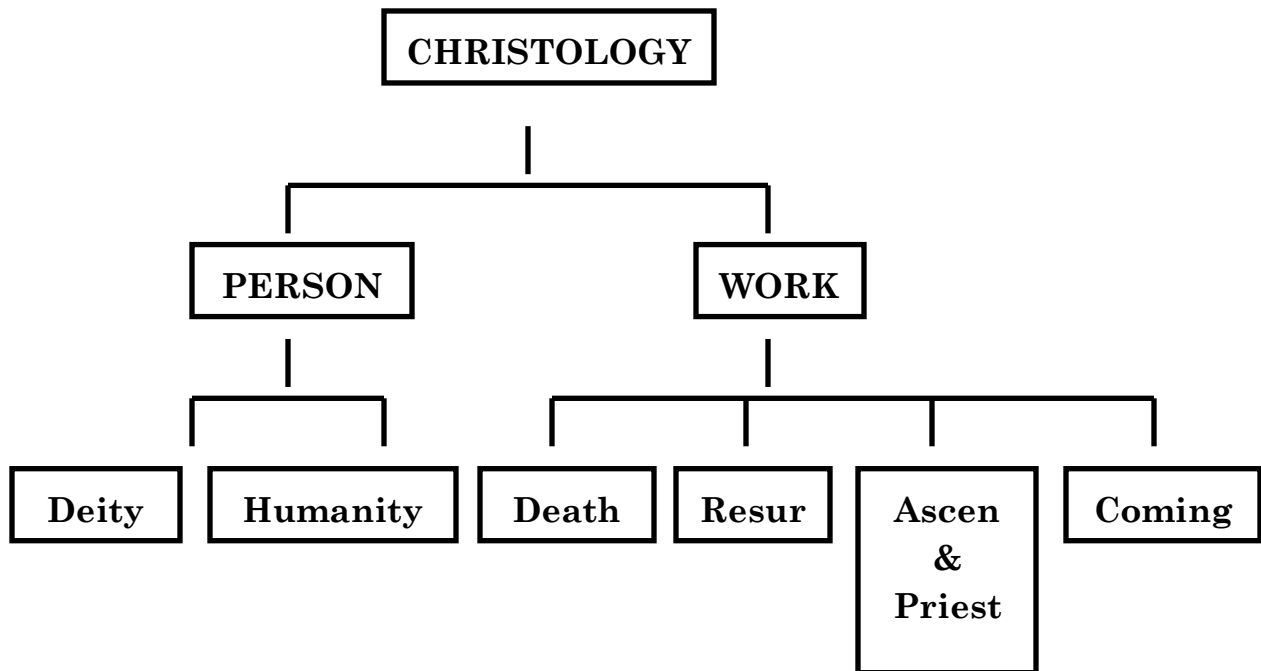 CHRISTOLOGY
PERSON
WORK
Deity
Humanity
Death
Resur
Ascen
&
Priest
Coming